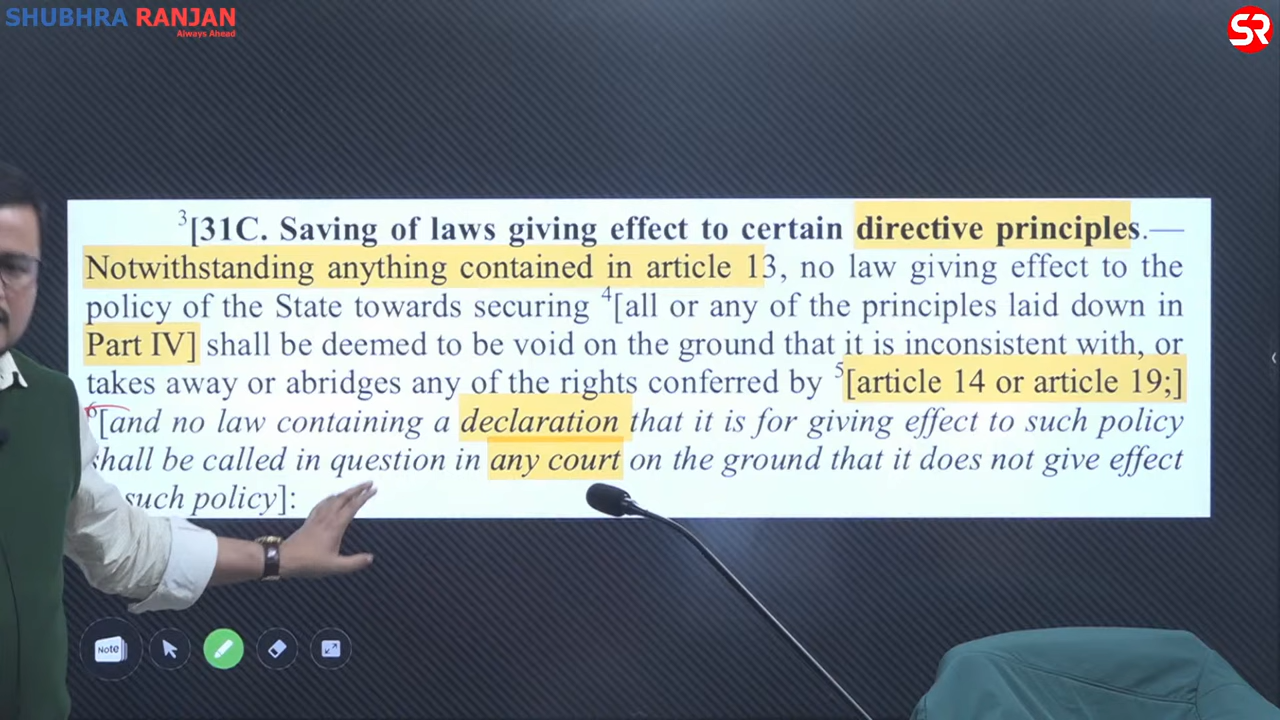 SHUBHRA RANJAN
Always Ahead
SR
3[31C. Saving of laws giving effect to certain directive principles.—
Notwithstanding anything contained in article 13, no law giving effect to the
policy of the State towards securing 4[all or any of the principles laid down in
Part IV] shall be deemed to be void on the ground that it is inconsistent with, or
takes away or abridges any of the rights conferred by 5[article 14 or article 19;]
6[and no law containing a declaration that it is for giving effect to such policy
shall be called in question in any court on the ground that it does not give effect
such policy]:
Note